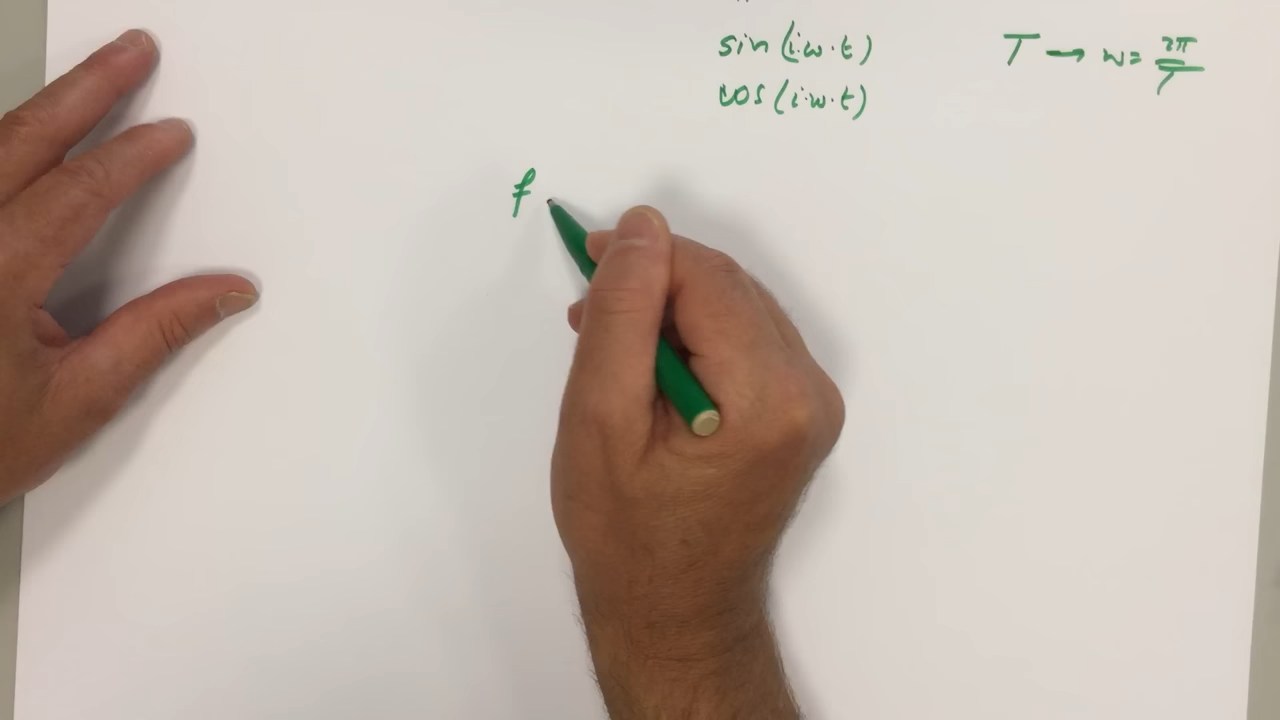 sin(i·w·t)
T → w = 2π/T
cos(i·w·t)
f